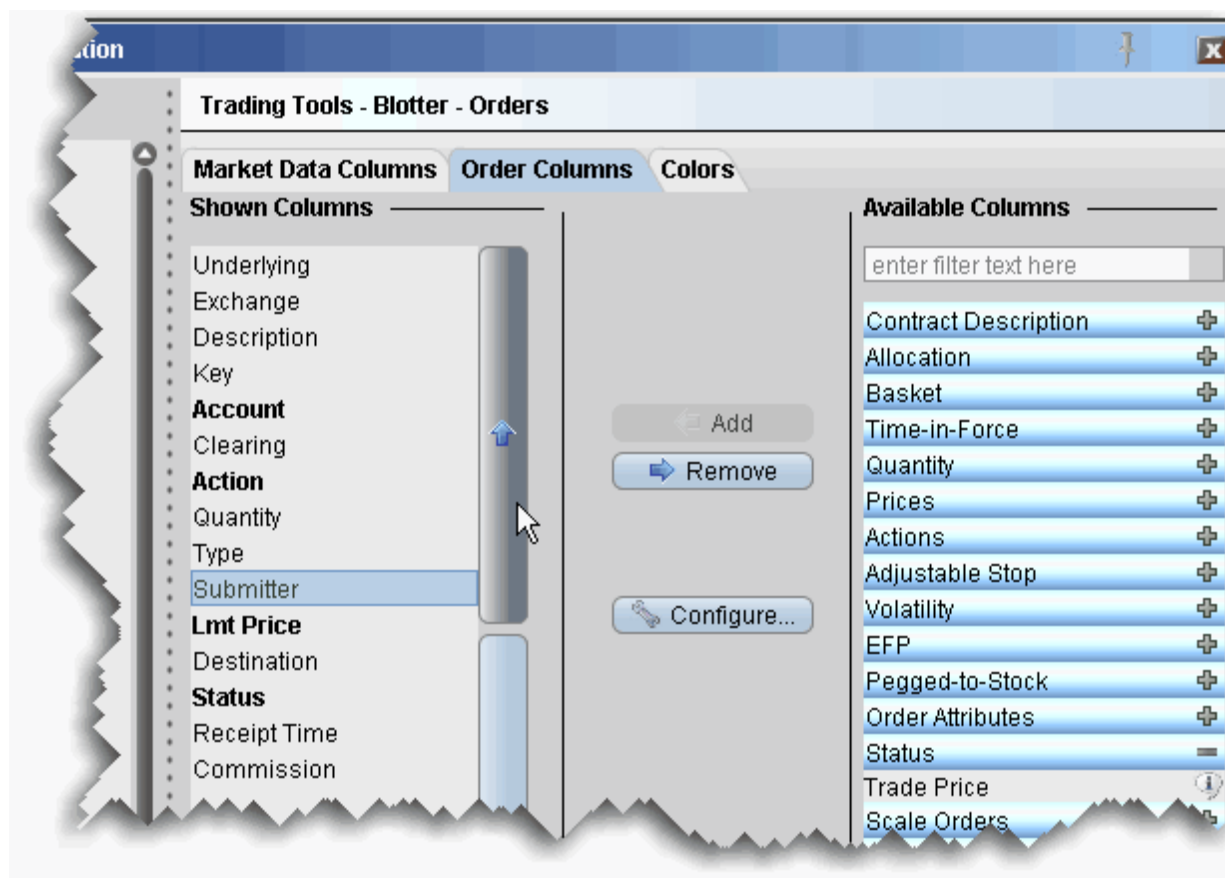 Trading Tools - Blotter - Orders
Market Data Columns Order Columns Colors
Shown Columns
Underlying
Exchange
Description
Key
Account
Clearing
Action
Quantity
Type
Submitter
Lmt Price
Destination
Status
Receipt Time
Commission
Add
Remove
Configure...
Available Columns
enter filter text here
Contract Description
Allocation
Basket
Time-in-Force
Quantity
Prices
Actions
Adjustable Stop
Volatility
EFP
Pegged-to-Stock
Order Attributes
Status
Trade Price
Scale Orders